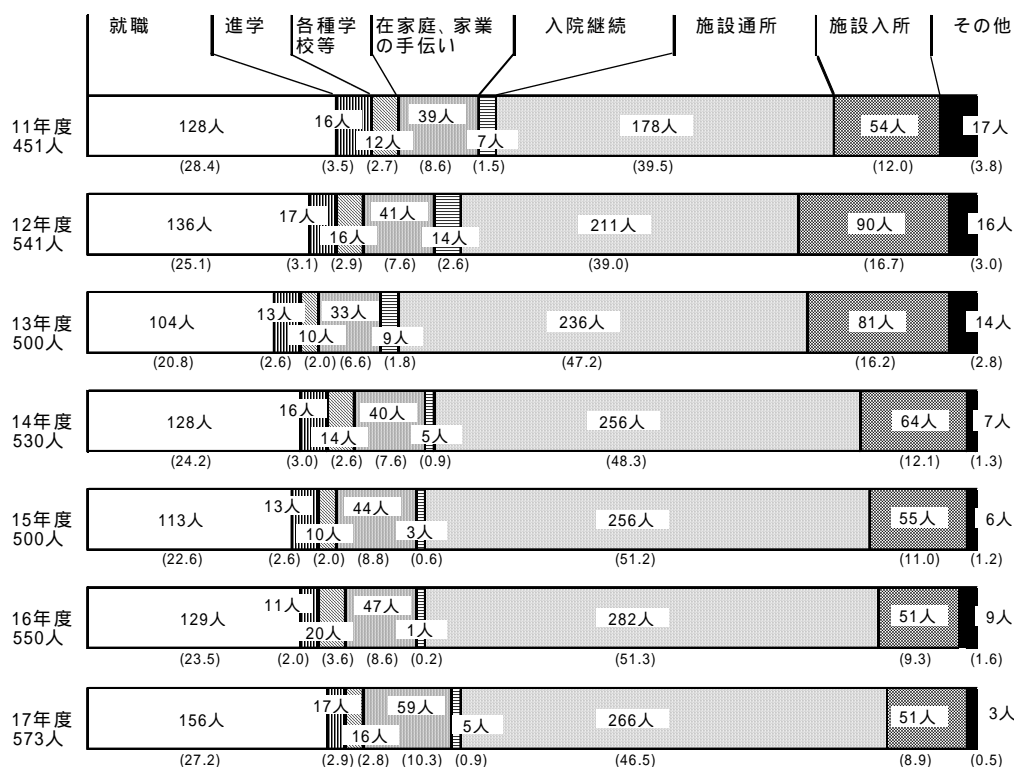 就職 進学 各種学校等 在家庭、家業の手伝い 入院継続 施設通所 施設入所 その他
11年度
451人
128人 16人 12人 39人 7人 178人 54人 17人
(28.4) (3.5) (2.7) (8.6) (1.5) (39.5) (12.0) (3.8)
12年度
541人
136人 17人 16人 41人 14人 211人 90人 16人
(25.1) (3.1) (2.9) (7.6) (2.6) (39.0) (16.7) (3.0)
13年度
500人
104人 13人 10人 33人 9人 236人 81人 14人
(20.8) (2.6) (2.0) (6.6) (1.8) (47.2) (16.2) (2.8)
14年度
530人
128人 16人 14人 40人 5人 256人 64人 7人
(24.2) (3.0) (2.6) (7.6) (0.9) (48.3) (12.1) (1.3)
15年度
500人
113人 13人 10人 44人 3人 256人 55人 6人
(22.6) (2.6) (2.0) (8.8) (0.6) (51.2) (11.0) (1.2)
16年度
550人
129人 11人 20人 47人 1人 282人 51人 9人
(23.5) (2.0) (3.6) (8.6) (0.2) (51.3) (9.3) (1.6)
17年度
573人
156人 17人 16人 59人 5人 266人 51人 3人
(27.2) (2.9) (2.8) (10.3) (0.9) (46.5) (8.9) (0.5)